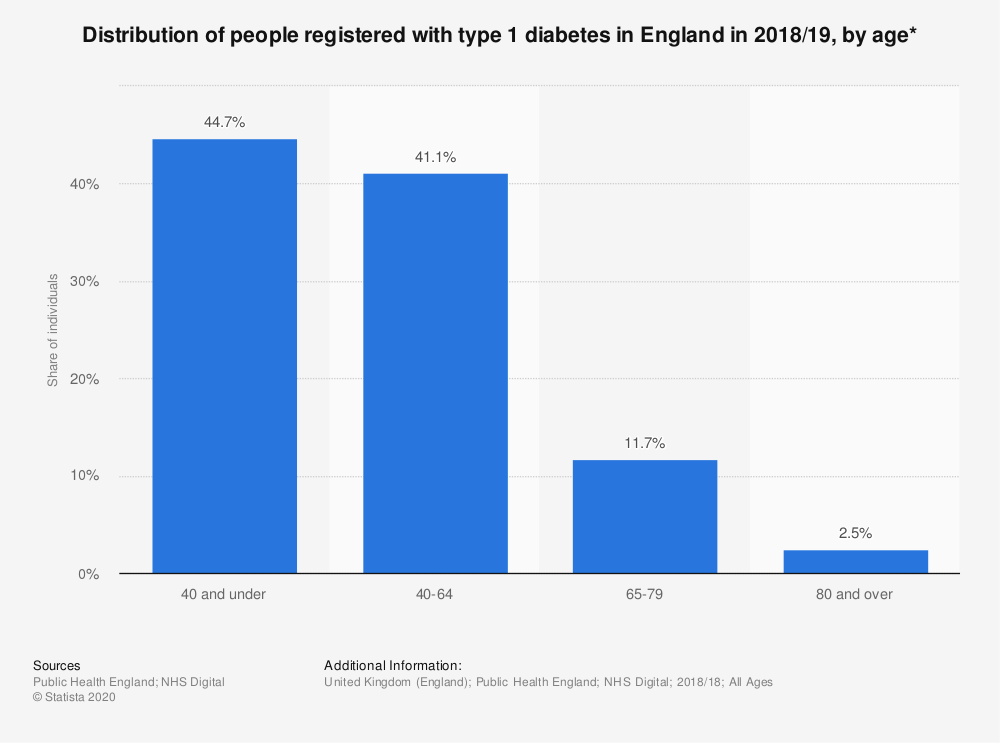 Distribution of people registered with type 1 diabetes in England in 2018/19, by age*
44.7%
41.1%
11.7%
2.5%
Share of individuals
40%
30%
20%
10%
0%
40 and under
40-64
65-79
80 and over
Sources
Public Health England; NHS Digital
© Statista 2020
Additional Information:
United Kingdom (England); Public Health England; NHS Digital; 2018/18; All Ages